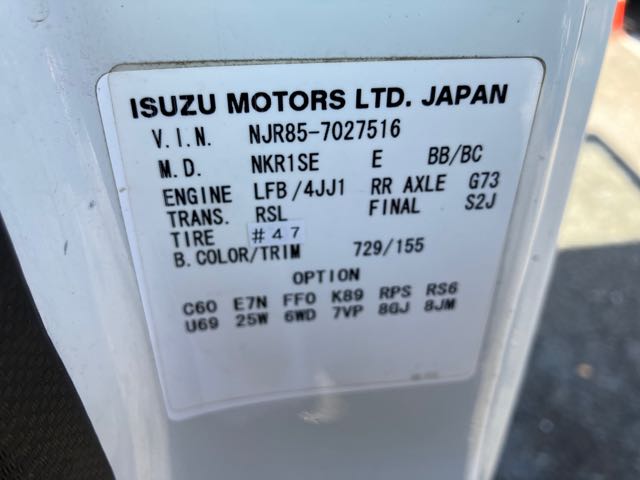 ISUZU MOTORS LTD. JAPAN
V.I.N. NJR85-7027516
M.D. NKR1SE E BB/BC
ENGINE LFB/4JJ1 RR AXLE G73
TRANS. RSL FINAL S2J
TIRE #47
B.COLOR/TRIM 729/155
OPTION
C60 E7N FF0 K89 RPS RS6
U69 25W 6WD 7VP 8GJ 8JM